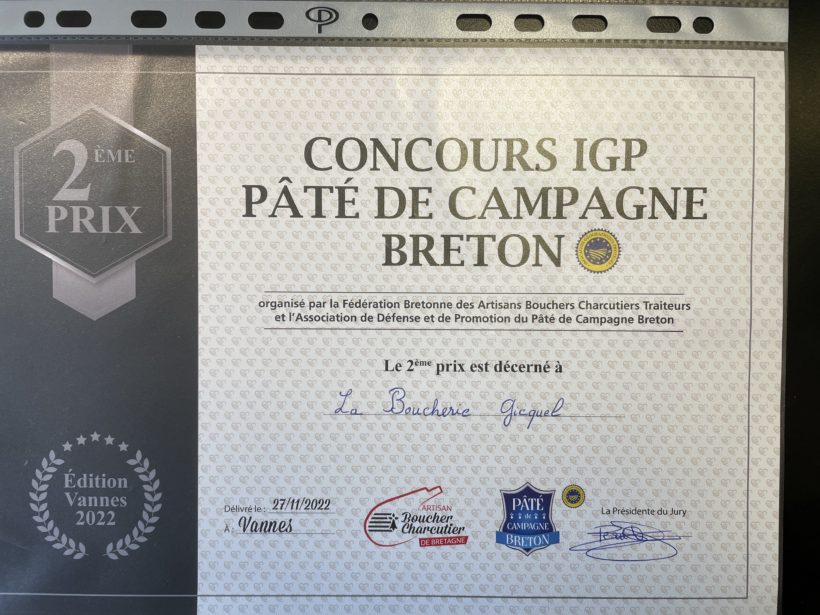 2ÈME
PRIX
CONCOURS IGP
PÂTÉ DE CAMPAGNE
BRETON
organisé par la Fédération Bretonne des Artisans Bouchers Charcutiers Traiteurs
et l'Association de Défense et de Promotion du Pâté de Campagne Breton
Le 2ème prix est décerné à
La Boucherie Gicquel
Édition
Vannes
2022
Délivré le : 27/11/2022
À : Vannes
ARTISAN
Boucher
Charcutier
DE BRETAGNE
PÂTÉ
de
CAMPAGNE
BRETON
La Présidente du Jury